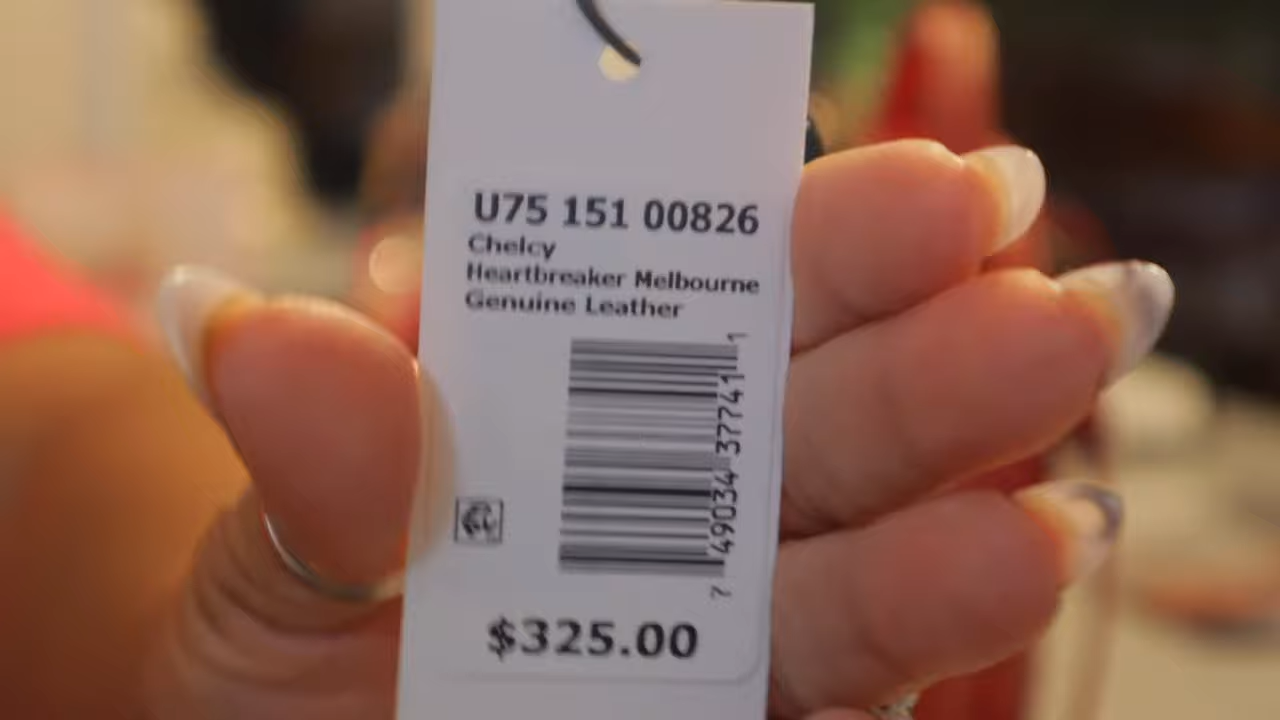 U75 151 00826
Chelcy
Heartbreaker Melbourne
Genuine Leather
7 49034 37741 1
$325.00